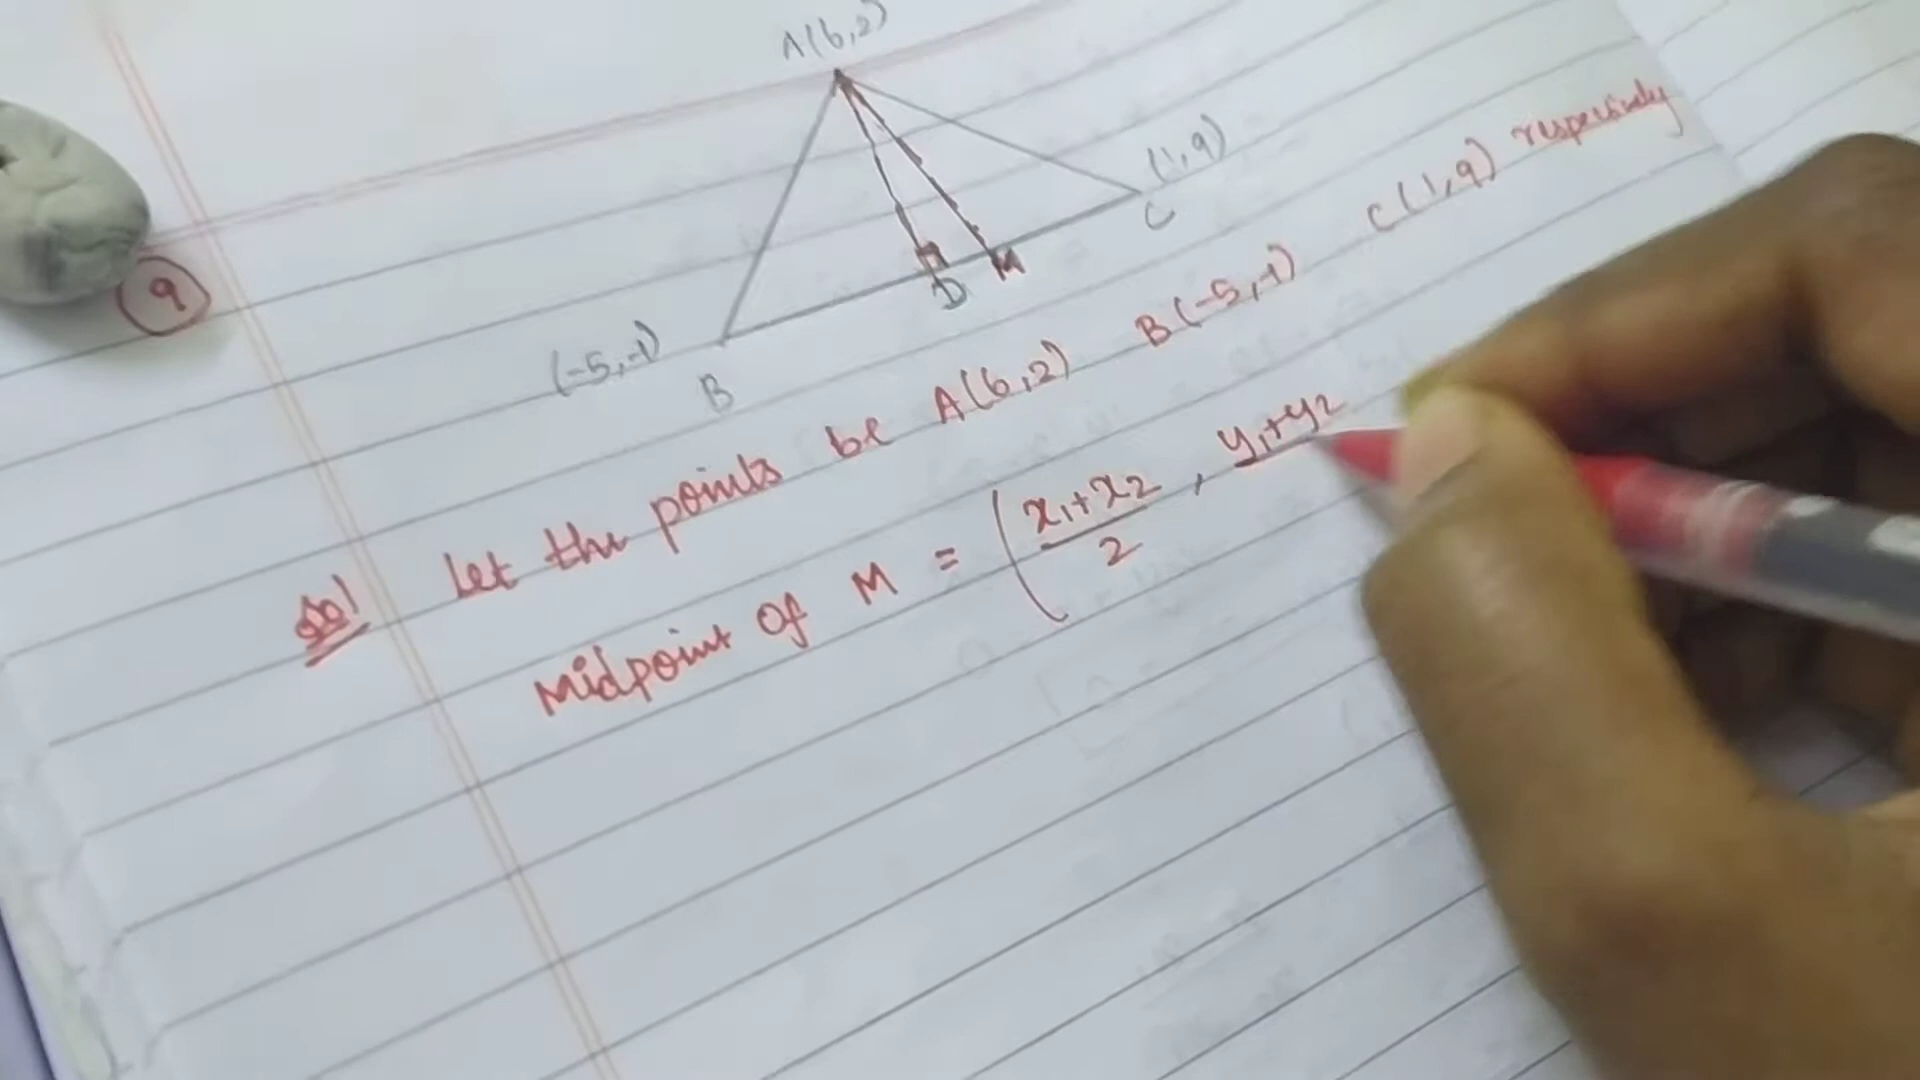 A(6,2)
(1,9)
C
D M
(-5,-1)
B
9
Sol Let the points be A(6,2) B(-5,-1) C(1,9) respectively
Midpoint of M = (x₁+x₂/2, y₁+y₂